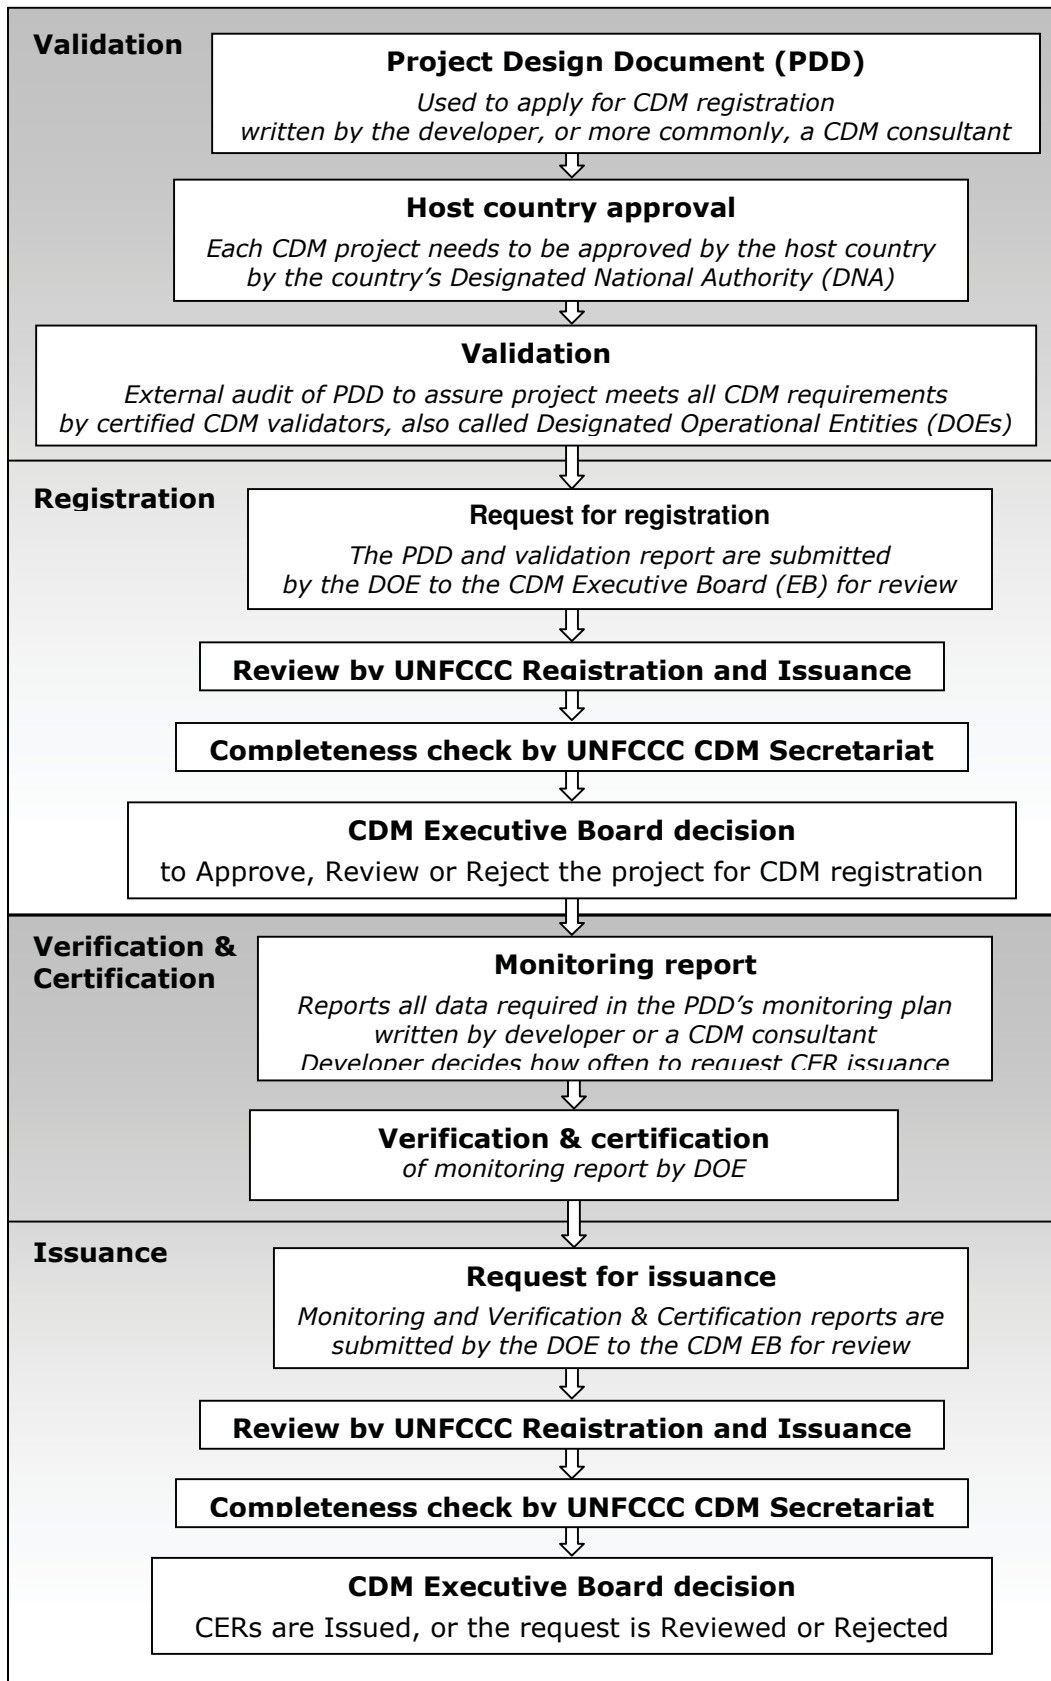 Validation
Project Design Document (PDD)
Used to apply for CDM registration
written by the developer, or more commonly, a CDM consultant
Host country approval
Each CDM project needs to be approved by the host country
by the country's Designated National Authority (DNA)
Validation
External audit of PDD to assure project meets all CDM requirements
by certified CDM validators, also called Designated Operational Entities (DOEs)
Registration
Request for registration
The PDD and validation report are submitted
by the DOE to the CDM Executive Board (EB) for review
Review by UNFCCC Registration and Issuance
Completeness check by UNFCCC CDM Secretariat
CDM Executive Board decision
to Approve, Review or Reject the project for CDM registration
Verification &
Certification
Monitoring report
Reports all data required in the PDD's monitoring plan
written by developer or a CDM consultant
Developer decides how often to request CER issuance
Verification & certification
of monitoring report by DOE
Issuance
Request for issuance
Monitoring and Verification & Certification reports are
submitted by the DOE to the CDM EB for review
Review by UNFCCC Registration and Issuance
Completeness check by UNFCCC CDM Secretariat
CDM Executive Board decision
CERs are Issued, or the request is Reviewed or Rejected